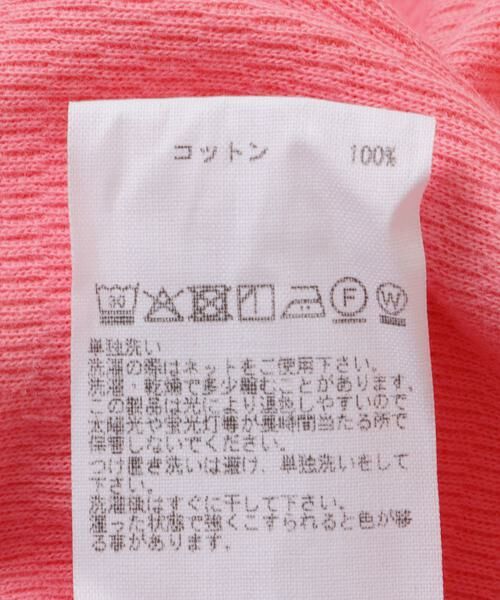 コットン 100%
30 F W
単独洗い
洗濯の際はネットをご使用下さい。
洗濯・乾燥で多少縮むことがあります。
この製品は光により退色しやすいので
太陽光や蛍光灯等が長時間当たる所で
保管しないでください。
つけ置き洗いは避け、単独洗いをして
下さい。
洗濯後はすぐに干して下さい。
湿った状態で強くこすられると色が移
る事があります。